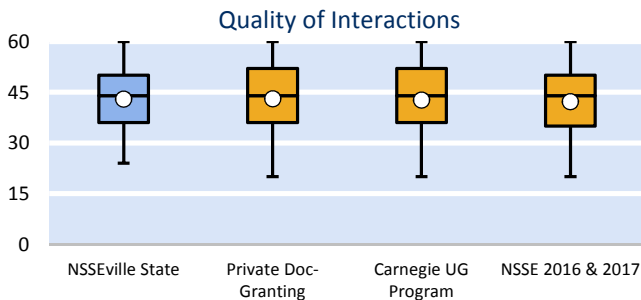 Quality of Interactions
60
45
30
15
0
NSSEville State
Private Doc-
Granting
Carnegie UG
Program
NSSE 2016 & 2017